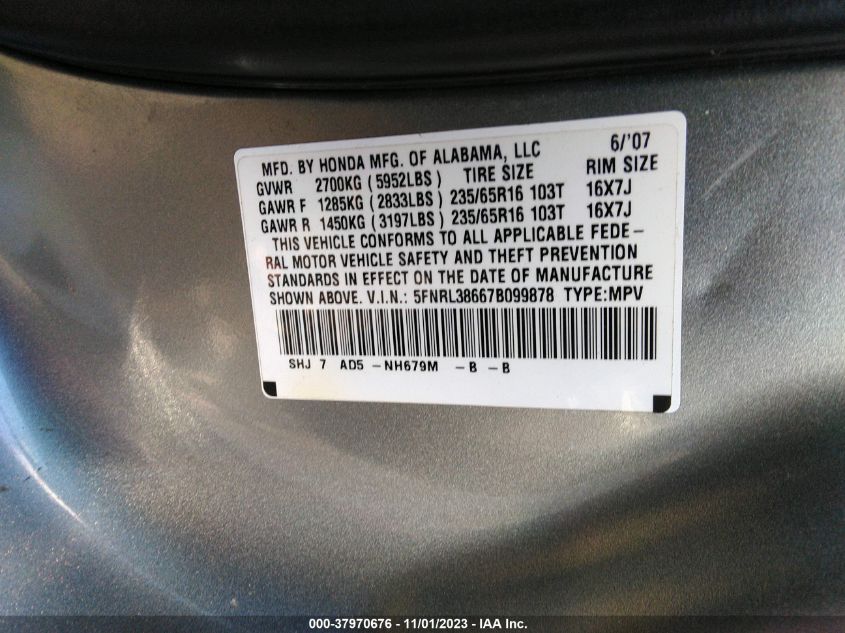 MFD. BY HONDA MFG. OF ALABAMA, LLC 6/'07
GVWR 2700KG (5952LBS) TIRE SIZE RIM SIZE
GAWR F 1285KG (2833LBS) 235/65R16 103T 16X7J
GAWR R 1450KG (3197LBS) 235/65R16 103T 16X7J
THIS VEHICLE CONFORMS TO ALL APPLICABLE FEDE-
RAL MOTOR VEHICLE SAFETY AND THEFT PREVENTION
STANDARDS IN EFFECT ON THE DATE OF MANUFACTURE
SHOWN ABOVE. V.I.N.: 5FNRL38667B099878 TYPE:MPV
SHJ 7 AD5 -NH679M -B -B
000-37970676 - 11/01/2023 - IAA Inc.